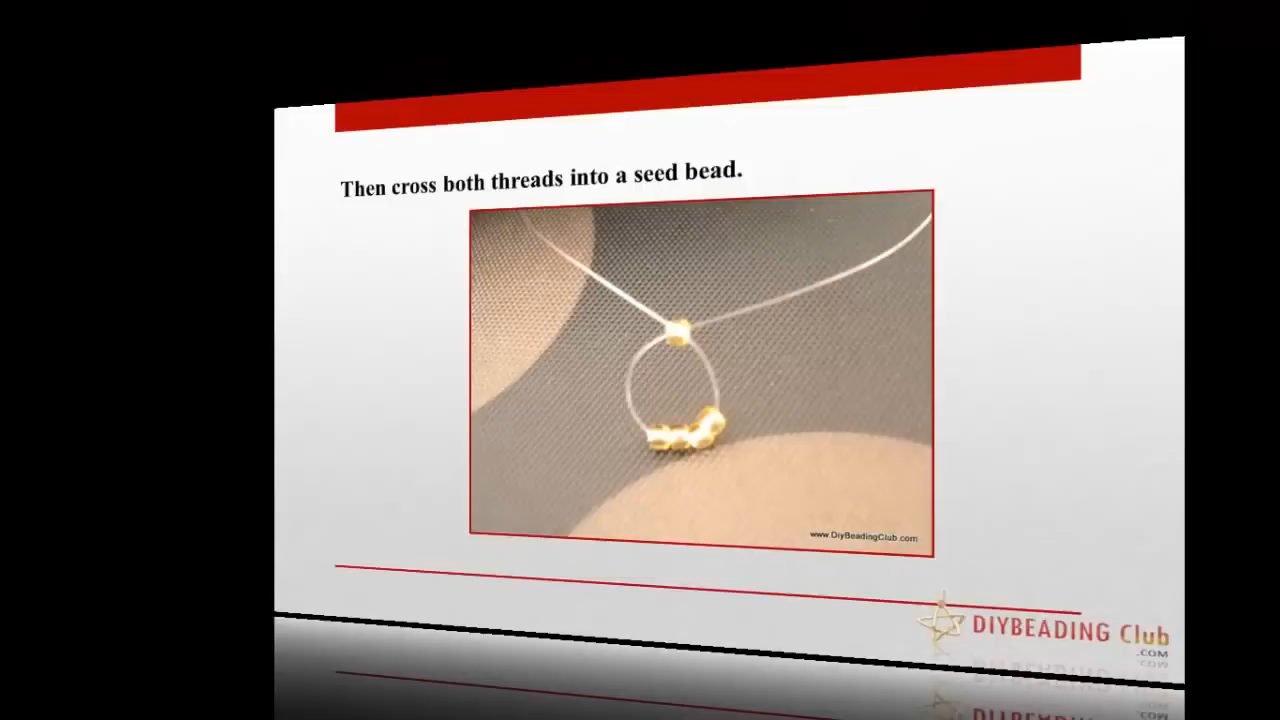 Then cross both threads into a seed bead.
www.DiyBeadingClub.com
DIYBEADING Club
.COM